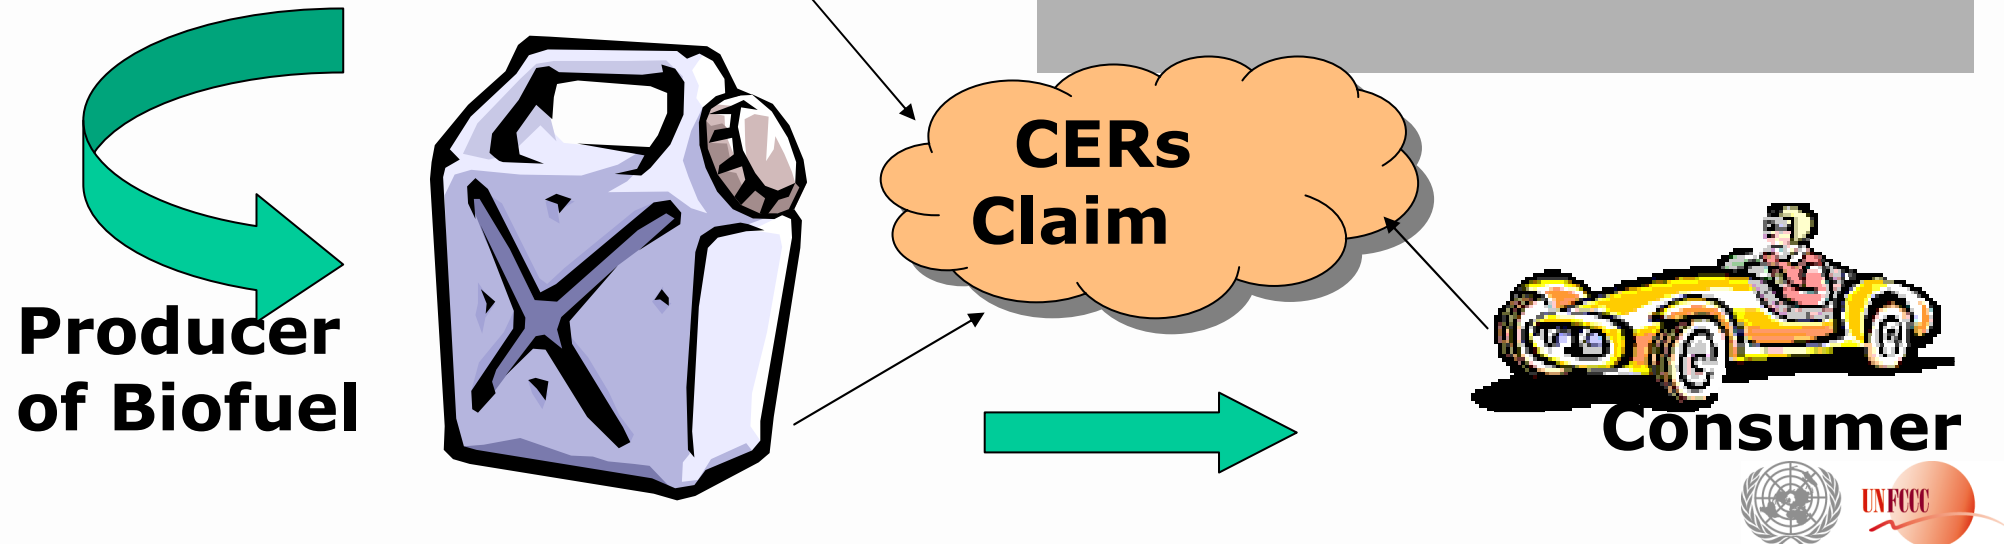 CERs
Claim
Producer
of Biofuel
Consumer
UNFCCC